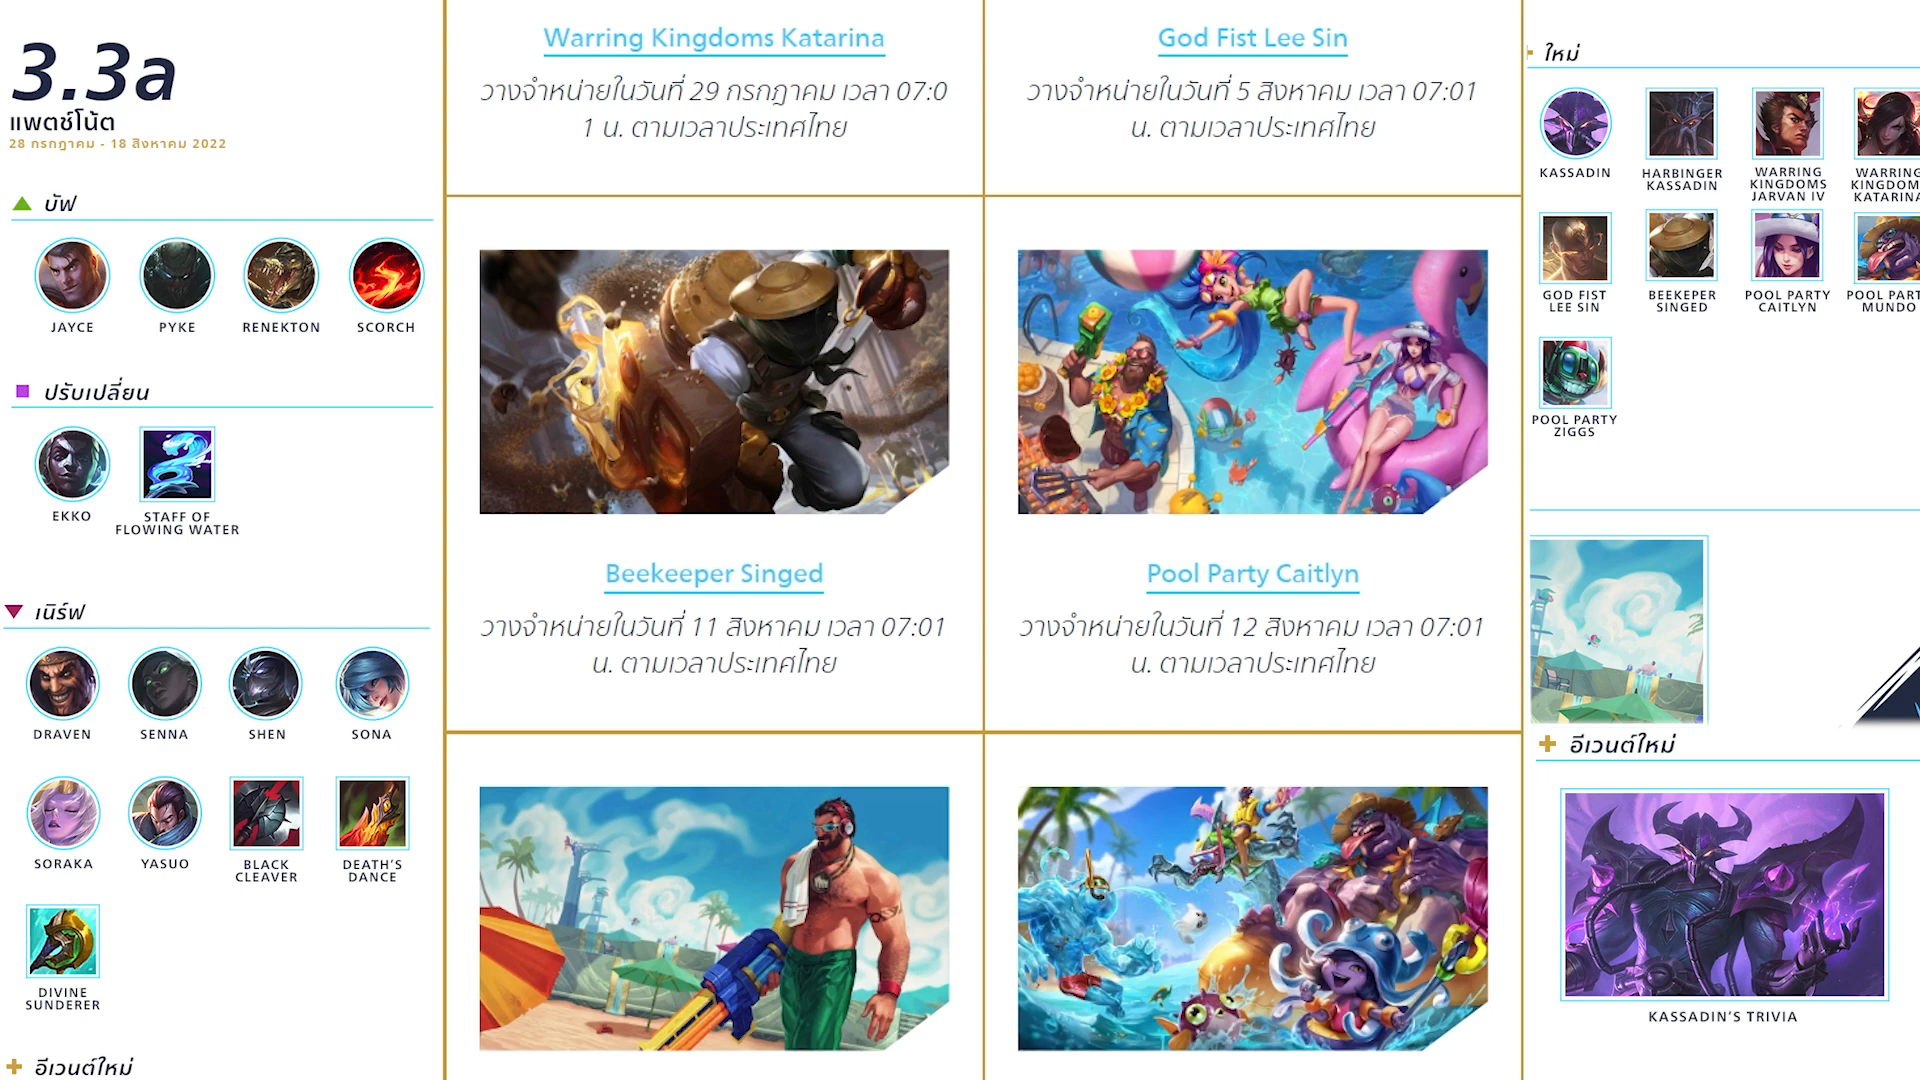 3.3a
แพตช์โน้ต
28 กรกฎาคม - 18 สิงหาคม 2022
บัฟ
JAYCE
PYKE
RENEKTON
SCORCH
ปรับเปลี่ยน
EKKO
STAFF OF
FLOWING WATER
เนิร์ฟ
DRAVEN
SENNA
SHEN
SONA
SORAKA
YASUO
BLACK
CLEAVER
DEATH'S
DANCE
DIVINE
SUNDERER
อีเวนต์ใหม่
Warring Kingdoms Katarina
วางจำหน่ายในวันที่ 29 กรกฎาคม เวลา 07:0
1 น. ตามเวลาประเทศไทย
God Fist Lee Sin
วางจำหน่ายในวันที่ 5 สิงหาคม เวลา 07:01
น. ตามเวลาประเทศไทย
Beekeeper Singed
วางจำหน่ายในวันที่ 11 สิงหาคม เวลา 07:01
น. ตามเวลาประเทศไทย
Pool Party Caitlyn
วางจำหน่ายในวันที่ 12 สิงหาคม เวลา 07:01
น. ตามเวลาประเทศไทย
ใหม่
KASSADIN
HARBINGER
KASSADIN
WARRING
KINGDOMS
JARVAN IV
WARRING
KINGDOM
KATARINA
GOD FIST
LEE SIN
BEEKEPER
SINGED
POOL PARTY
CAITLYN
POOL PART
MUNDO
POOL PARTY
ZIGGS
อีเวนต์ใหม่
KASSADIN'S TRIVIA